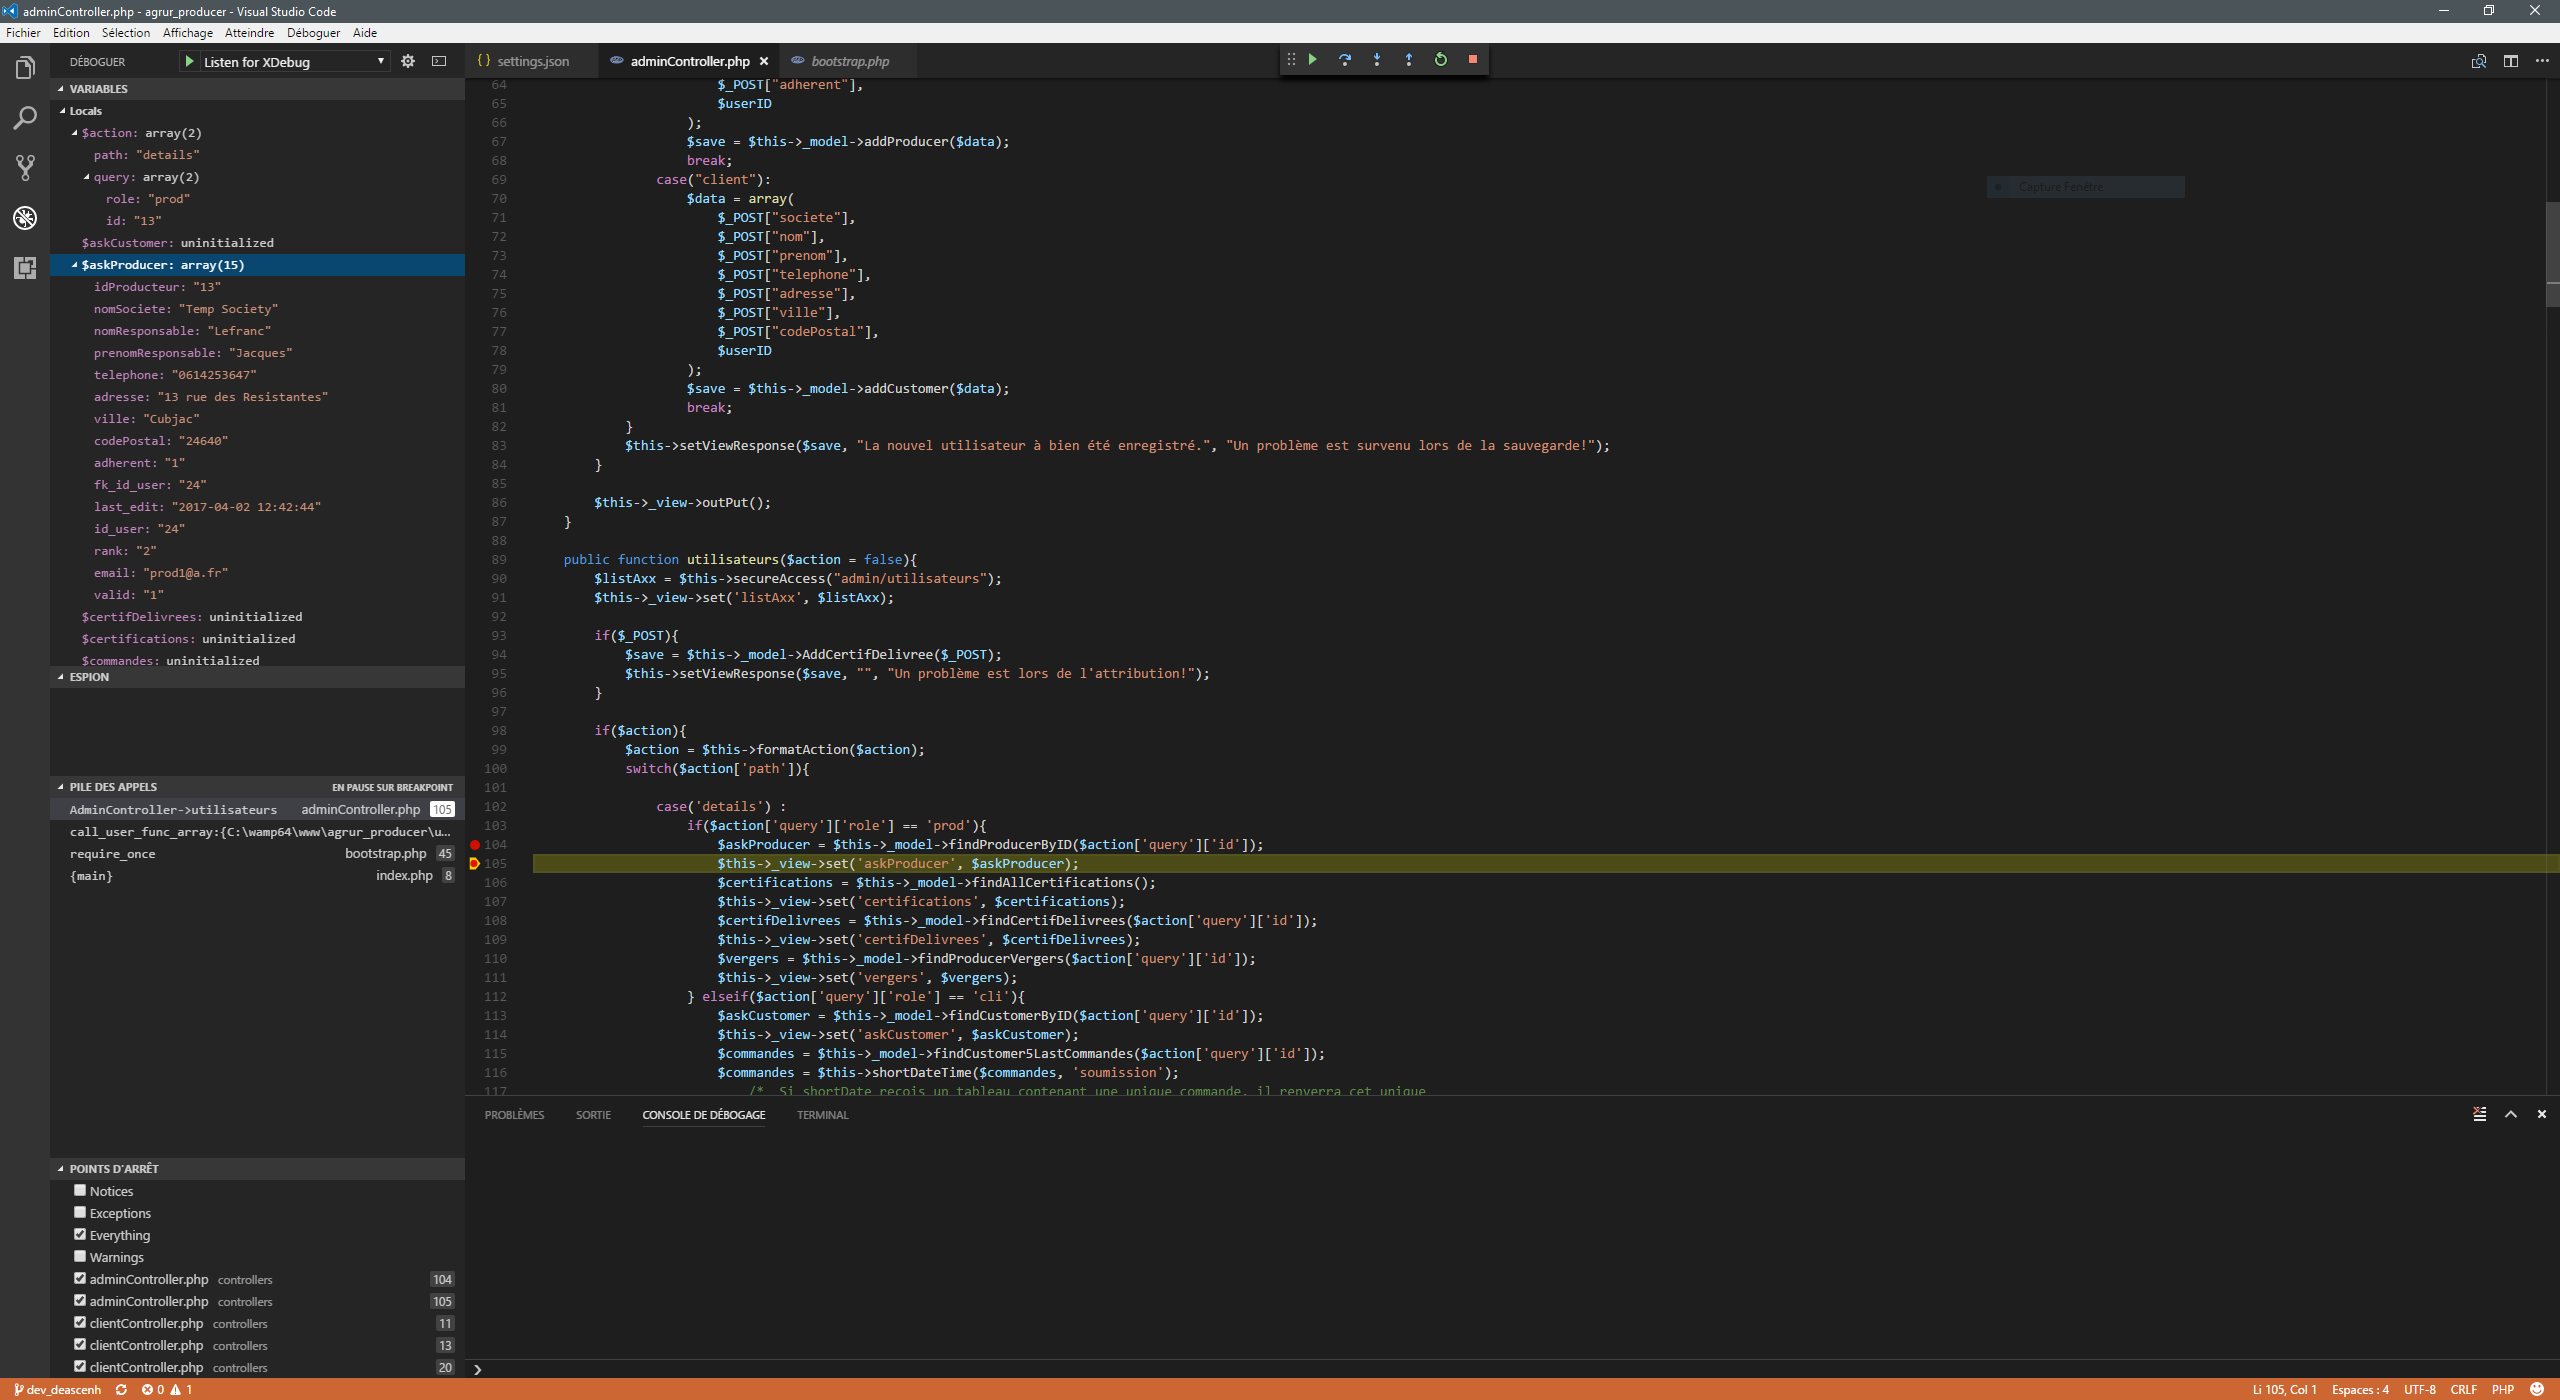 adminController.php - agrur_producer - Visual Studio Code
Fichier Edition Sélection Affichage Atteindre Déboguer Aide
DÉBOGUER Listen for XDebug
settings.json adminController.php bootstrap.php
VARIABLES
Locals
$action: array(2)
path: "details"
query: array(2)
role: "prod"
id: "13"
$askCustomer: uninitialized
$askProducer: array(15)
idProducteur: "13"
nomSociete: "Temp Society"
nomResponsable: "Lefranc"
prenomResponsable: "Jacques"
telephone: "0614253647"
adresse: "13 rue des Resistantes"
ville: "Cubjac"
codePostal: "24640"
adherent: "1"
fk_id_user: "24"
last_edit: "2017-04-02 12:42:44"
id_user: "24"
rank: "2"
email: "prod1@a.fr"
valid: "1"
$certifDelivrees: uninitialized
$certifications: uninitialized
$commandes: uninitialized
ESPION
PILE DES APPELS EN PAUSE SUR BREAKPOINT
AdminController->utilisateurs adminController.php 105
call_user_func_array:{C:\wamp64\www\agrur_producer\u...
require_once bootstrap.php 45
{main} index.php 8
POINTS D'ARRÊT
Notices
Exceptions
Everything
Warnings
adminController.php controllers 104
adminController.php controllers 105
clientController.php controllers 11
clientController.php controllers 13
clientController.php controllers 20
64 $_POST["adherent"],
65 $userID
66 );
67 $save = $this->_model->addProducer($data);
68 break;
69 case("client"):
70 $data = array(
71 $_POST["societe"],
72 $_POST["nom"],
73 $_POST["prenom"],
74 $_POST["telephone"],
75 $_POST["adresse"],
76 $_POST["ville"],
77 $_POST["codePostal"],
78 $userID
79 );
80 $save = $this->_model->addCustomer($data);
81 break;
82 }
83 $this->setViewResponse($save, "La nouvel utilisateur à bien été enregistré.", "Un problème est survenu lors de la sauvegarde!");
84 }
85
86 $this->_view->outPut();
87 }
88
89 public function utilisateurs($action = false){
90 $listAxx = $this->secureAccess("admin/utilisateurs");
91 $this->_view->set('listAxx', $listAxx);
92
93 if($_POST){
94 $save = $this->_model->AddCertifDelivree($_POST);
95 $this->setViewResponse($save, "", "Un problème est lors de l'attribution!");
96 }
97
98 if($action){
99 $action = $this->formatAction($action);
100 switch($action['path']){
101
102 case('details') :
103 if($action['query']['role'] == 'prod'){
104 $askProducer = $this->_model->findProducerByID($action['query']['id']);
105 $this->_view->set('askProducer', $askProducer);
106 $certifications = $this->_model->findAllCertifications();
107 $this->_view->set('certifications', $certifications);
108 $certifDelivrees = $this->_model->findCertifDelivrees($action['query']['id']);
109 $this->_view->set('certifDelivrees', $certifDelivrees);
110 $vergers = $this->_model->findProducerVergers($action['query']['id']);
111 $this->_view->set('vergers', $vergers);
112 } elseif($action['query']['role'] == 'cli'){
113 $askCustomer = $this->_model->findCustomerByID($action['query']['id']);
114 $this->_view->set('askCustomer', $askCustomer);
115 $commandes = $this->_model->findCustomer5LastCommandes($action['query']['id']);
116 $commandes = $this->shortDateTime($commandes, 'soumission');
117 /* Si shortDate reçois un tableau contenant une unique commande, il renverra cet unique
Capture Fenêtre
PROBLÈMES SORTIE CONSOLE DE DÉBOGAGE TERMINAL
dev_deascenh 0 1
Li 105, Col 1 Espaces : 4 UTF-8 CRLF PHP